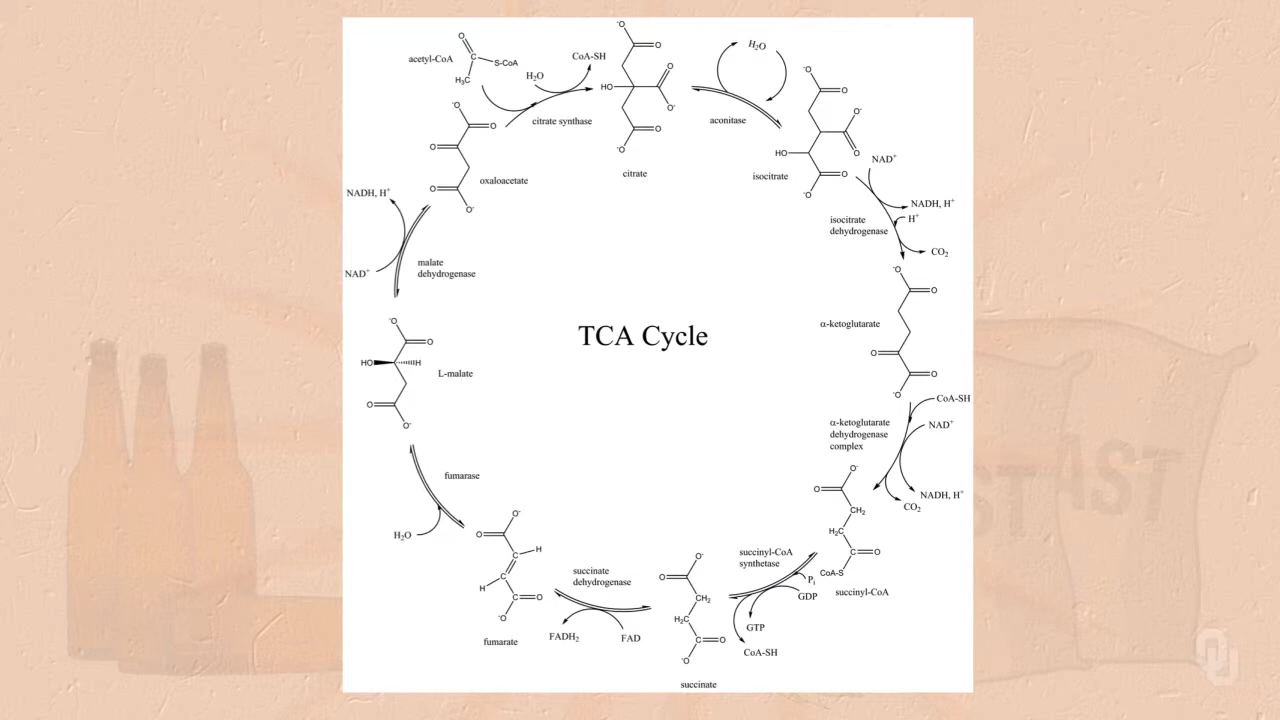 acetyl-CoA
O
C
S-CoA
H₃C
H₂O
CoA-SH
citrate synthase
⁻O
O
HO
O
O⁻
O
⁻O
citrate
H₂O
aconitase
⁻O
O
O⁻
O
HO
O
⁻O
isocitrate
NAD⁺
NADH, H⁺
H⁺
isocitrate
dehydrogenase
CO₂
⁻O
O
O
O
⁻O
α-ketoglutarate
CoA-SH
α-ketoglutarate
dehydrogenase
complex
NAD⁺
NADH, H⁺
CO₂
O⁻
O
CH₂
H₂C
C
O
CoA-S
succinyl-CoA
succinyl-CoA
synthetase
Pᵢ
GDP
GTP
CoA-SH
O⁻
O
CH₂
H₂C
C
O
⁻O
succinate
succinate
dehydrogenase
FADH₂
FAD
O⁻
O
C
H
H
C
C
O
⁻O
fumarate
fumarase
H₂O
⁻O
O
HO
H
O
O⁻
L-malate
malate
dehydrogenase
NADH, H⁺
NAD⁺
⁻O
O
O
O
O⁻
oxaloacetate
TCA Cycle
AST
OU